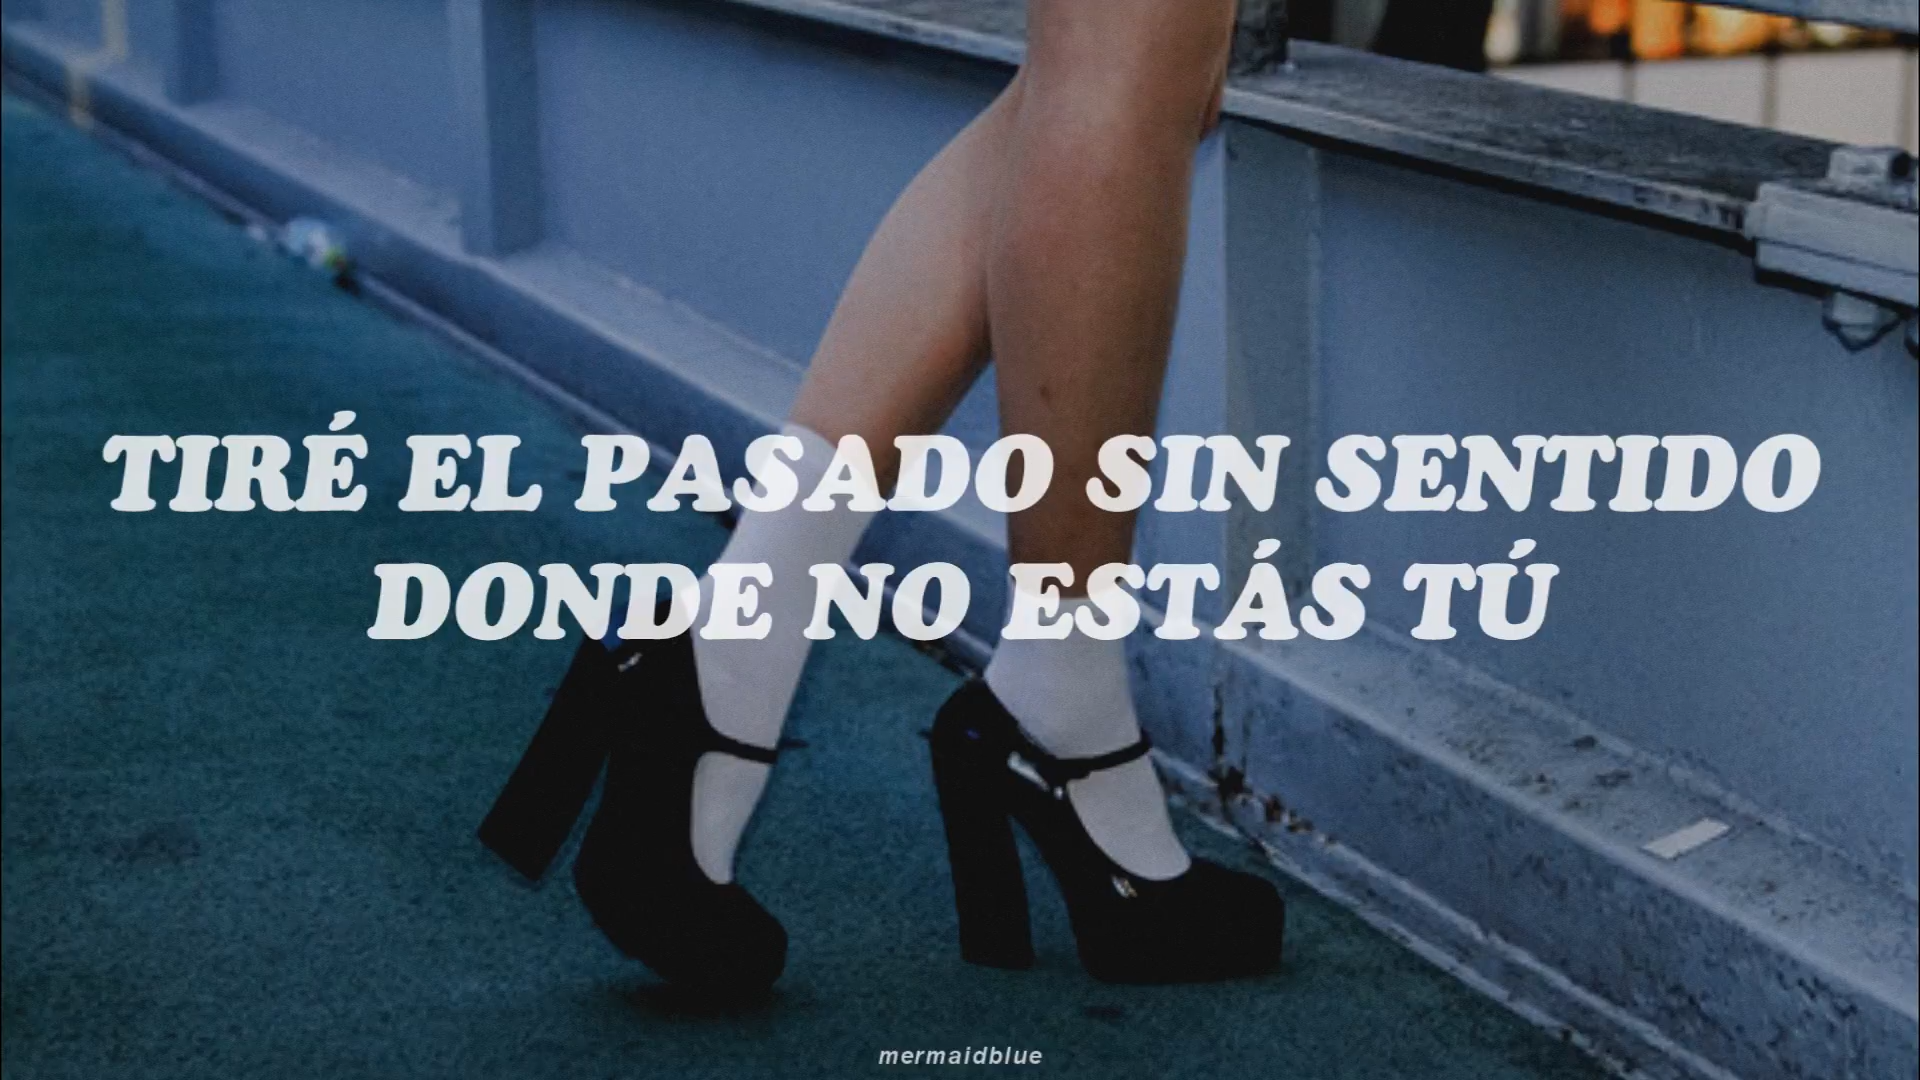 TIRÉ EL PASADO SIN SENTIDO
DONDE NO ESTÁS TÚ
mermaidblue